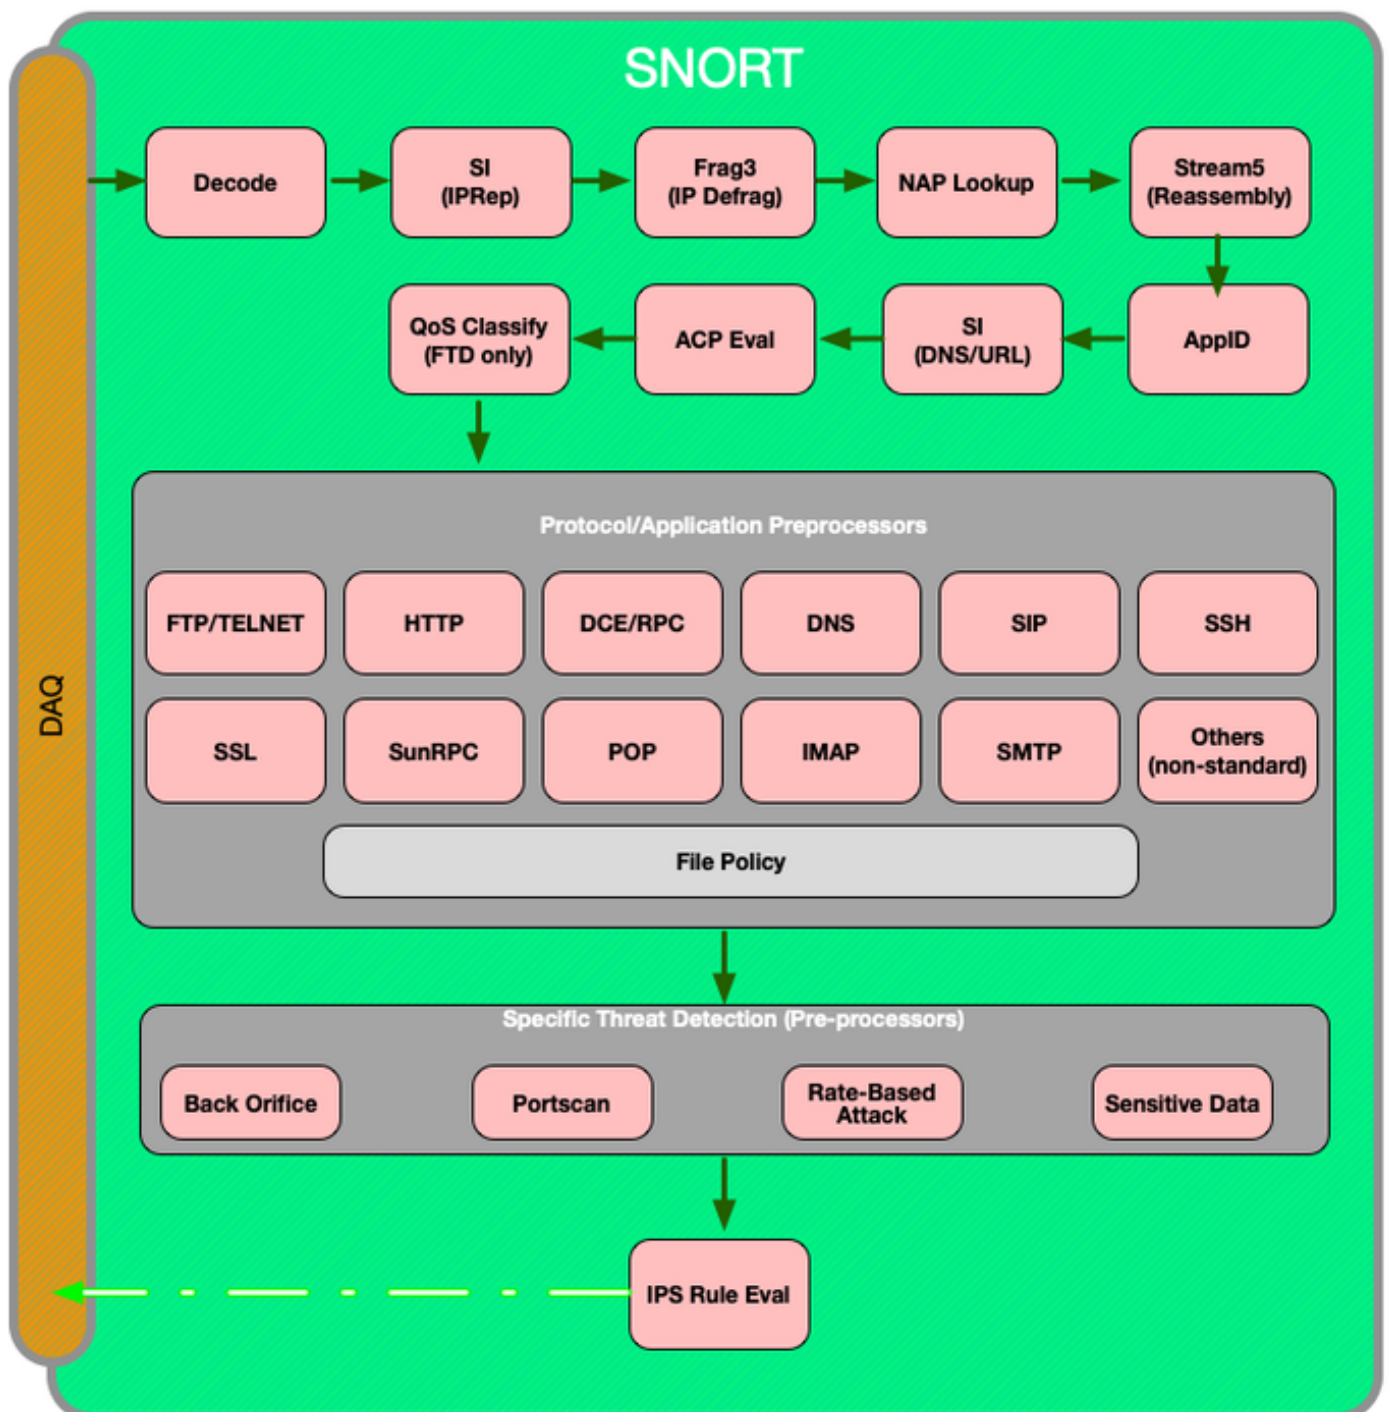 SNORT
Decode
SI
(IPRep)
Frag3
(IP Defrag)
NAP Lookup
Stream5
(Reassembly)
QoS Classify
(FTD only)
ACP Eval
SI
(DNS/URL)
AppID
Protocol/Application Preprocessors
FTP/TELNET
HTTP
DCE/RPC
DNS
SIP
SSH
SSL
SunRPC
POP
IMAP
SMTP
Others
(non-standard)
File Policy
Specific Threat Detection (Pre-processors)
Back Orifice
Portscan
Rate-Based
Attack
Sensitive Data
IPS Rule Eval
DAQ